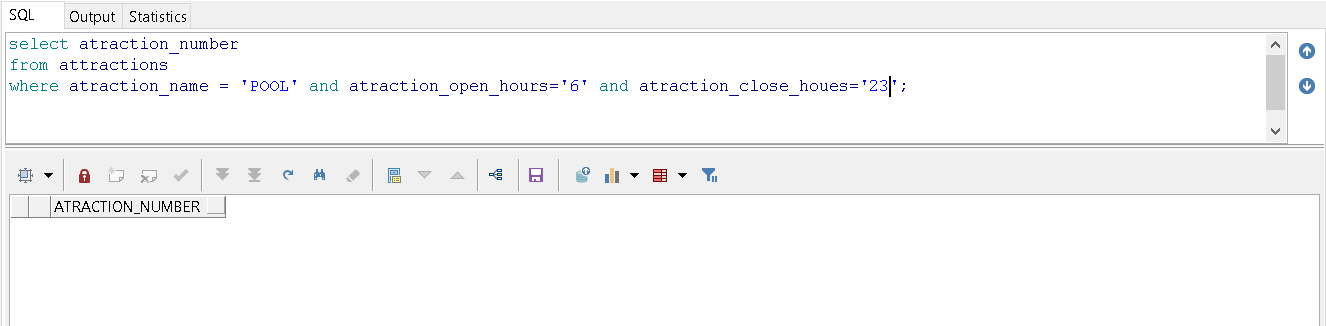 SQL Output Statistics
select atraction_number
from attractions
where atraction_name = 'POOL' and atraction_open_hours='6' and atraction_close_houes='23';
ATRACTION_NUMBER